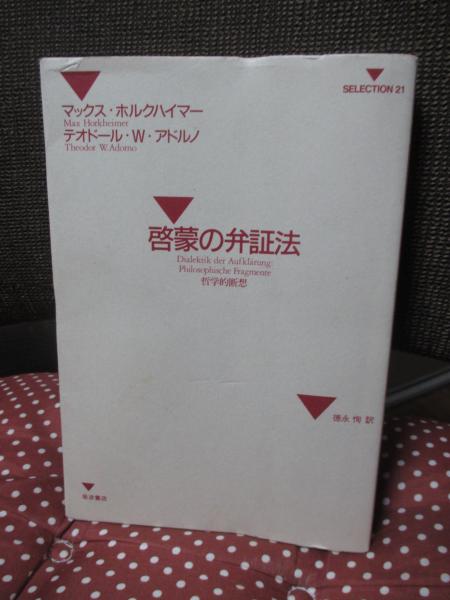 SELECTION 21
マックス・ホルクハイマー
Max Horkheimer
テオドール・W・アドルノ
Theodor W. Adorno
啓蒙の弁証法
Dialektik der Aufklärung:
Philosophische Fragmente
哲学的断想
徳永 恂 訳
岩波書店